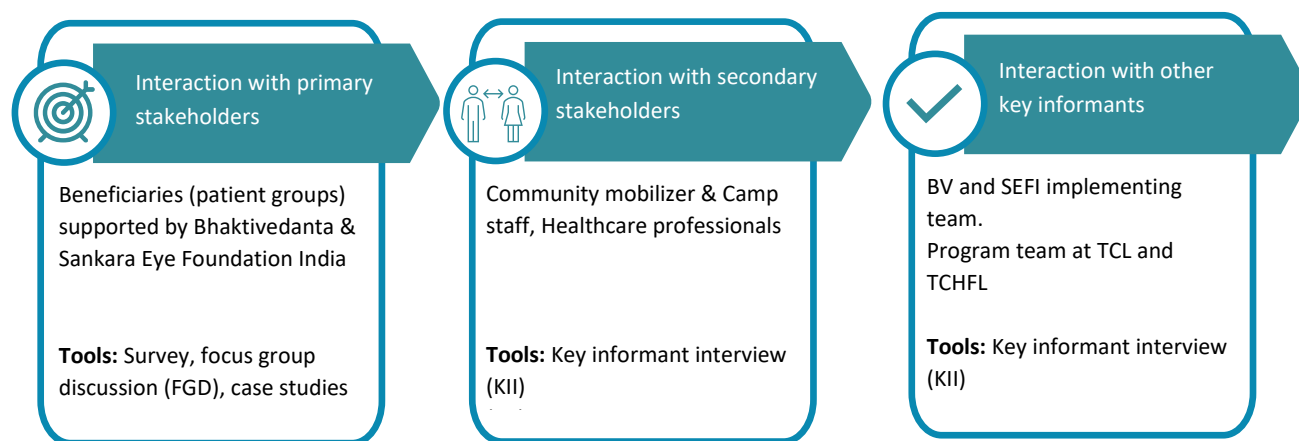 Interaction with primary
stakeholders
Beneficiaries (patient groups)
supported by Bhaktivedanta &
Sankara Eye Foundation India
Tools: Survey, focus group
discussion (FGD), case studies
Interaction with secondary
stakeholders
Community mobilizer & Camp
staff, Healthcare professionals
Tools: Key informant interview
(KII)
Interaction with other
key informants
BV and SEFI implementing
team.
Program team at TCL and
TCHFL
Tools: Key informant interview
(KII)